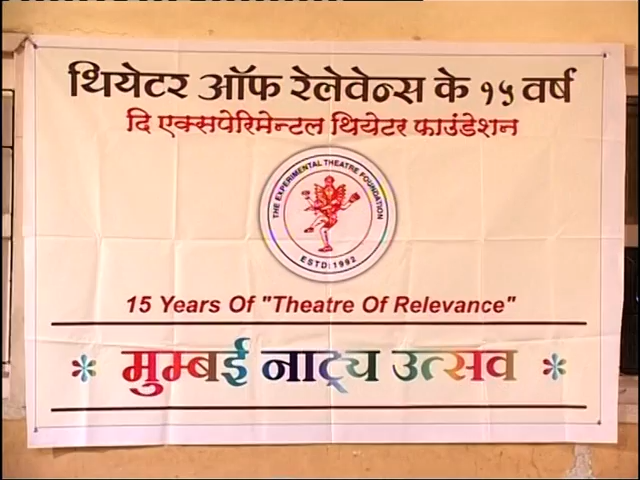 थियेटर ऑफ रेलेवेन्स के १५ वर्ष
दि एक्सपेरिमेन्टल थियेटर फाउंडेशन
THE EXPERIMENTAL THEATRE FOUNDATION
ESTD: 1992
15 Years Of "Theatre Of Relevance"
* मुम्बई नाट्य उत्सव *